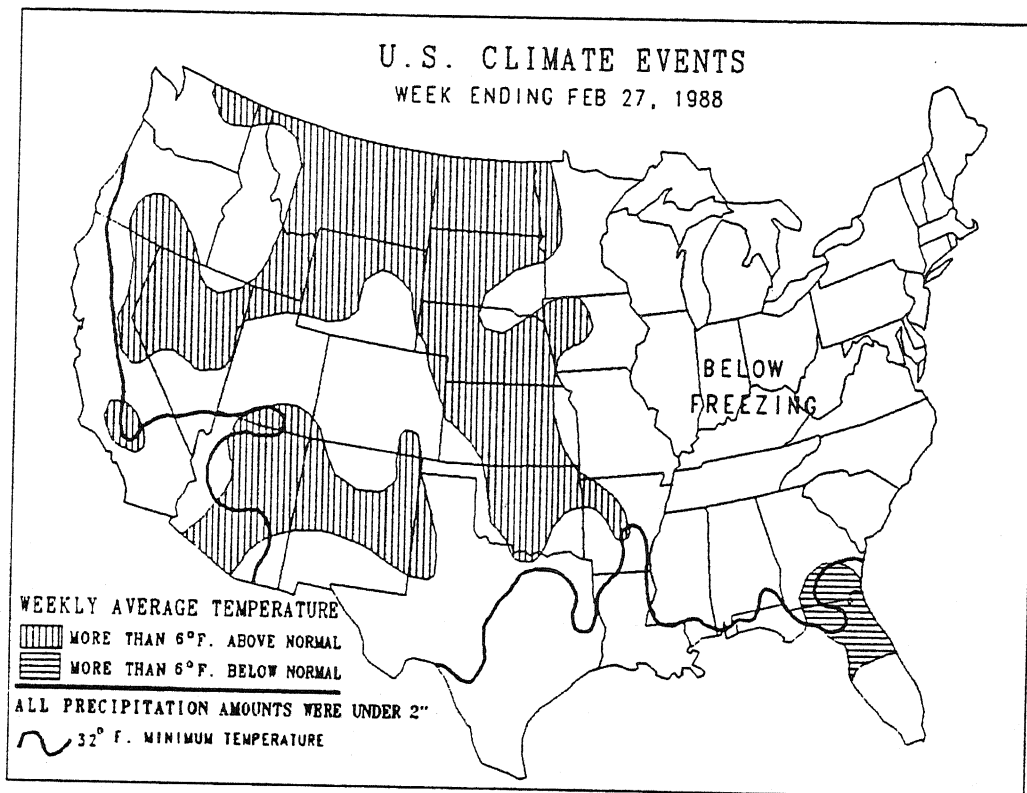 U.S. CLIMATE EVENTS
WEEK ENDING FEB 27, 1988
BELOW
FREEZING
WEEKLY AVERAGE TEMPERATURE
MORE THAN 6°F. ABOVE NORMAL
MORE THAN 6°F. BELOW NORMAL
ALL PRECIPITATION AMOUNTS WERE UNDER 2"
32° F. MINIMUM TEMPERATURE